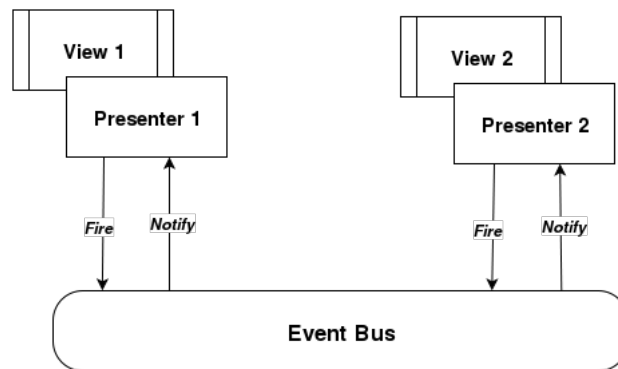 View 1
View 2
Presenter 1
Presenter 2
Fire
Notify
Fire
Notify
Event Bus